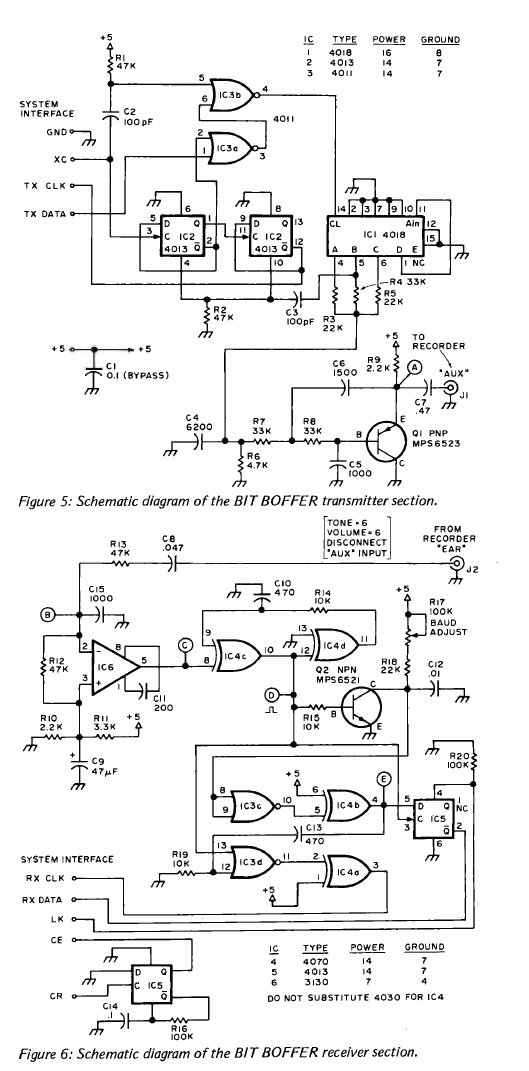 +5
R1
47K
IC TYPE POWER GROUND
1 4018 16 8
2 4013 14 7
3 4011 14 7
5
6
IC3b
4
4011
SYSTEM
INTERFACE
C2
100pF
GND
XC
TX CLK
TX DATA
2
1
IC3a
3
5
3
D Q
C IC2
4013 Q
6
1
2
4
9
11
D Q
C IC2
4013 Q
8
13
12
10
14 2 3 7 9 10 11
CL Ain
IC1 4018
A B C D E
12
15
4 5 6 1 NC
R2
47K
C3
100pF
R3
22K
R4 33K
R5
22K
+5
+5
C1
0.1 (BYPASS)
+5
R9
2.2K
A
TO
RECORDER
"AUX"
C7
.47
J1
C6
1500
C4
6200
R7
33K
R8
33K
R6
4.7K
C5
1000
B
E
C
Q1 PNP
MPS6523
Figure 5: Schematic diagram of the BIT BOFFER transmitter section.
TONE=6
VOLUME=6
DISCONNECT
"AUX" INPUT
FROM
RECORDER
"EAR"
J2
R13
47K
C8
.047
C15
1000
B
R12
47K
2
3
IC6
8
5
1
+
C11
200
C
R10
2.2K
R11
3.3K
+5
+
C9
47µF
C10
470
R14
10K
9
8
IC4c
10
13
12
IC4d
11
Q2 NPN
MPS6521
+5
R17
100K
BAUD
ADJUST
R18
22K
C12
.01
D
R15
10K
B
C
E
8
9
IC3c
10
+5
6
5
IC4b
4
E
C13
470
R19
10K
13
12
IC3d
11
2
1
IC4a
3
+5
5
3
D Q
C IC5
Q
4
1
NC
2
6
R20
100K
SYSTEM INTERFACE
RX CLK
RX DATA
LK
CE
CR
D Q
C IC5
Q
C14
.1
R16
100K
IC TYPE POWER GROUND
4 4070 14 7
5 4013 14 7
6 3130 7 4
DO NOT SUBSTITUTE 4030 FOR IC4
Figure 6: Schematic diagram of the BIT BOFFER receiver section.